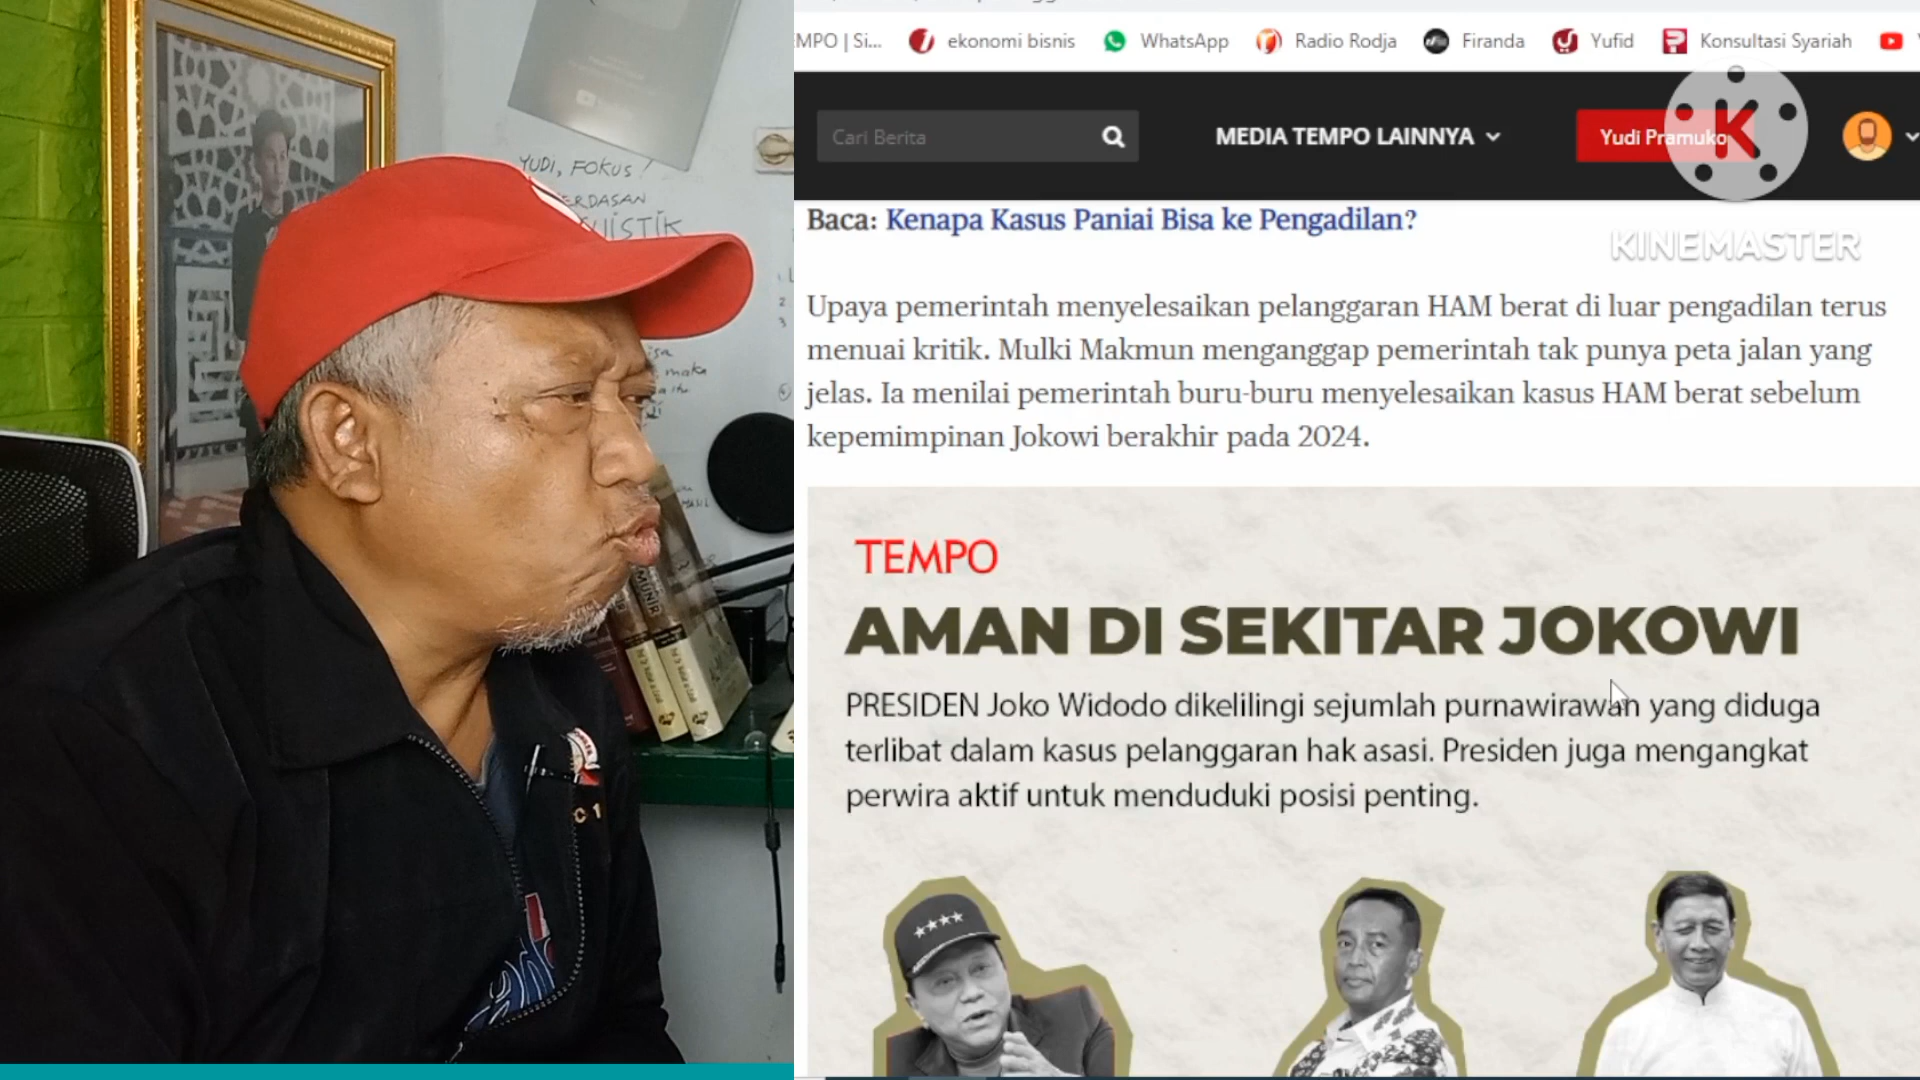 YUDI, FOKUS!
ERDASAN
UISTIK
maka
MUNIR
MPO | Si...
ekonomi bisnis
WhatsApp
Radio Rodja
Firanda
Yufid
Konsultasi Syariah
Cari Berita
MEDIA TEMPO LAINNYA
Yudi Pramuko
K
KINEMASTER
Baca: Kenapa Kasus Paniai Bisa ke Pengadilan?
Upaya pemerintah menyelesaikan pelanggaran HAM berat di luar pengadilan terus
menuai kritik. Mulki Makmun menganggap pemerintah tak punya peta jalan yang
jelas. Ia menilai pemerintah buru-buru menyelesaikan kasus HAM berat sebelum
kepemimpinan Jokowi berakhir pada 2024.
TEMPO
AMAN DI SEKITAR JOKOWI
PRESIDEN Joko Widodo dikelilingi sejumlah purnawirawan yang diduga
terlibat dalam kasus pelanggaran hak asasi. Presiden juga mengangkat
perwira aktif untuk menduduki posisi penting.